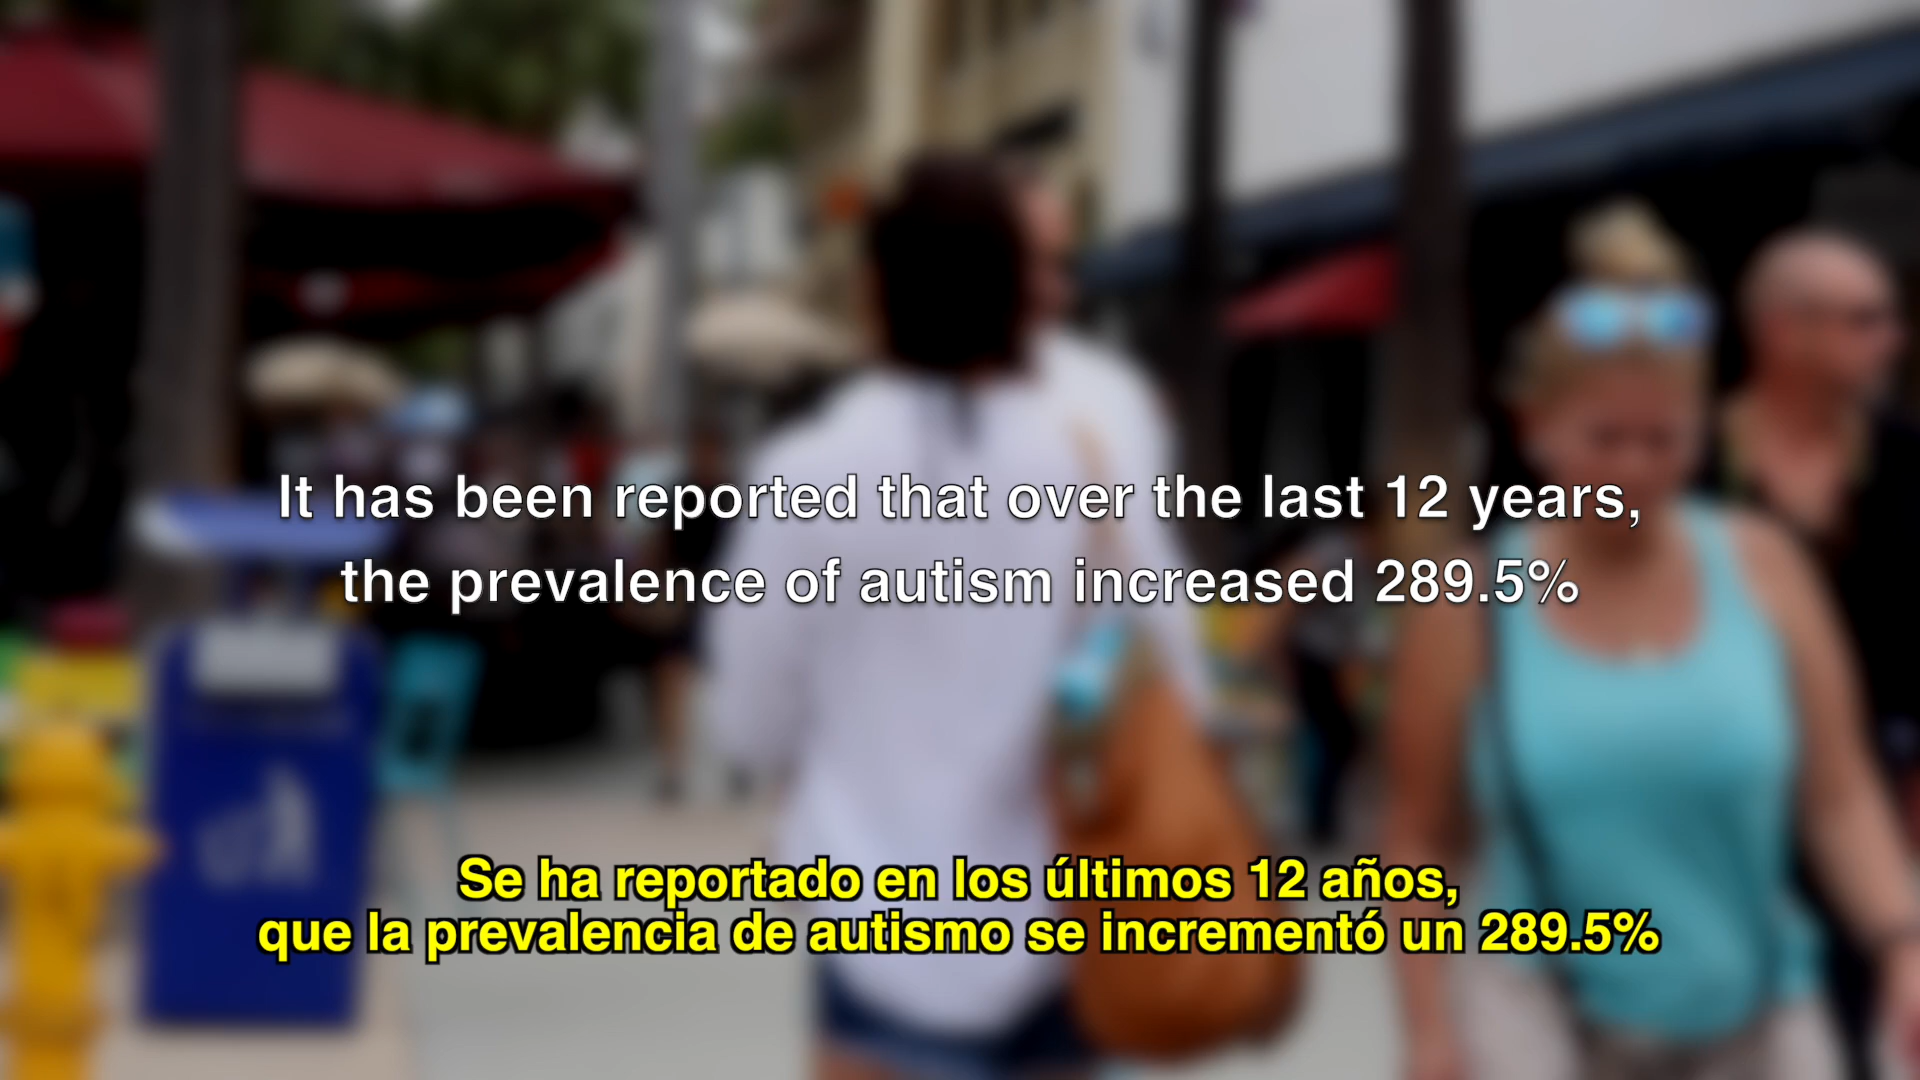 It has been reported that over the last 12 years,
the prevalence of autism increased 289.5%
Se ha reportado en los últimos 12 años,
que la prevalencia de autismo se incrementó un 289.5%